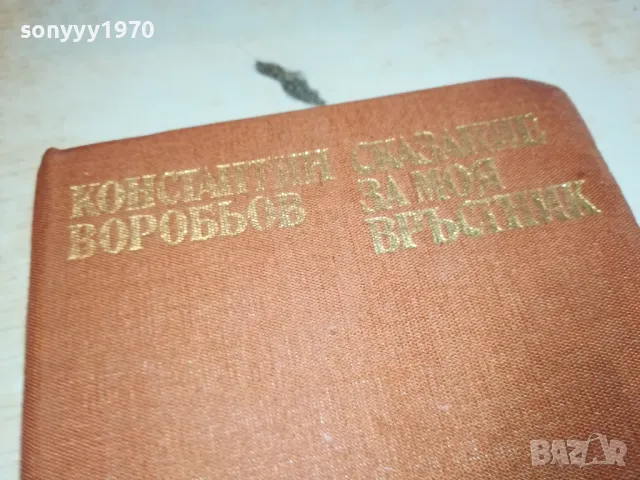 sonyyy1970
КОНСТАНТИН
ВОРОБЬОВ
СКАЗАНИЕ
ЗА МОЯ
ВРЪСТНИК
BAZAR